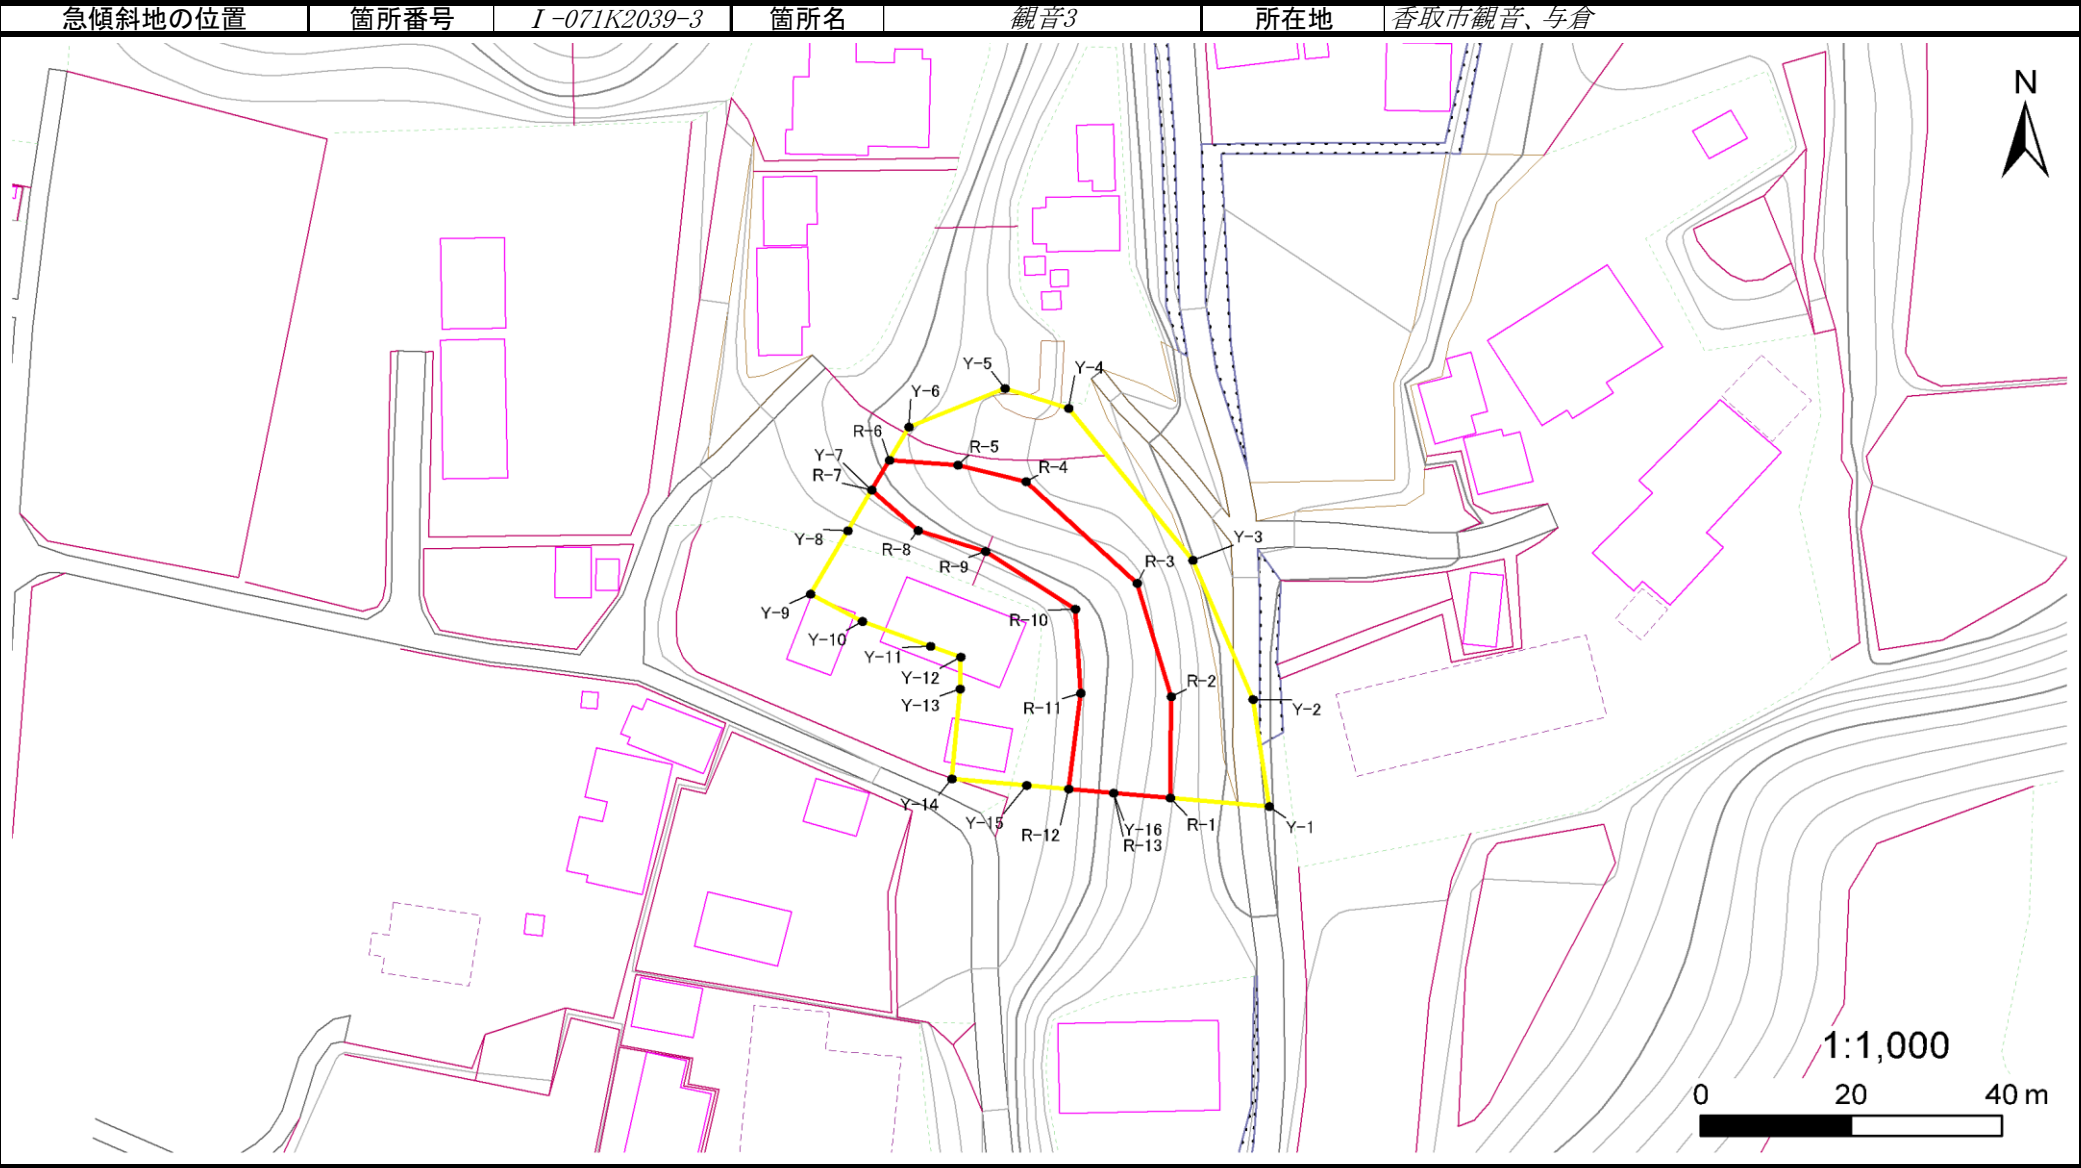 急傾斜地の位置 箇所番号 Ⅰ-071K2039-3 箇所名 観音3 所在地 香取市観音、与倉
N
Y-5
Y-4
Y-6
R-6
R-5
Y-7
R-4
R-7
Y-8
Y-3
R-8
R-9
R-3
Y-9
R-10
Y-10
Y-11
Y-12
R-2
Y-13
R-11
Y-2
Y-14
Y-15
R-12
Y-16
R-13
R-1
Y-1
1:1,000
0 20 40 m